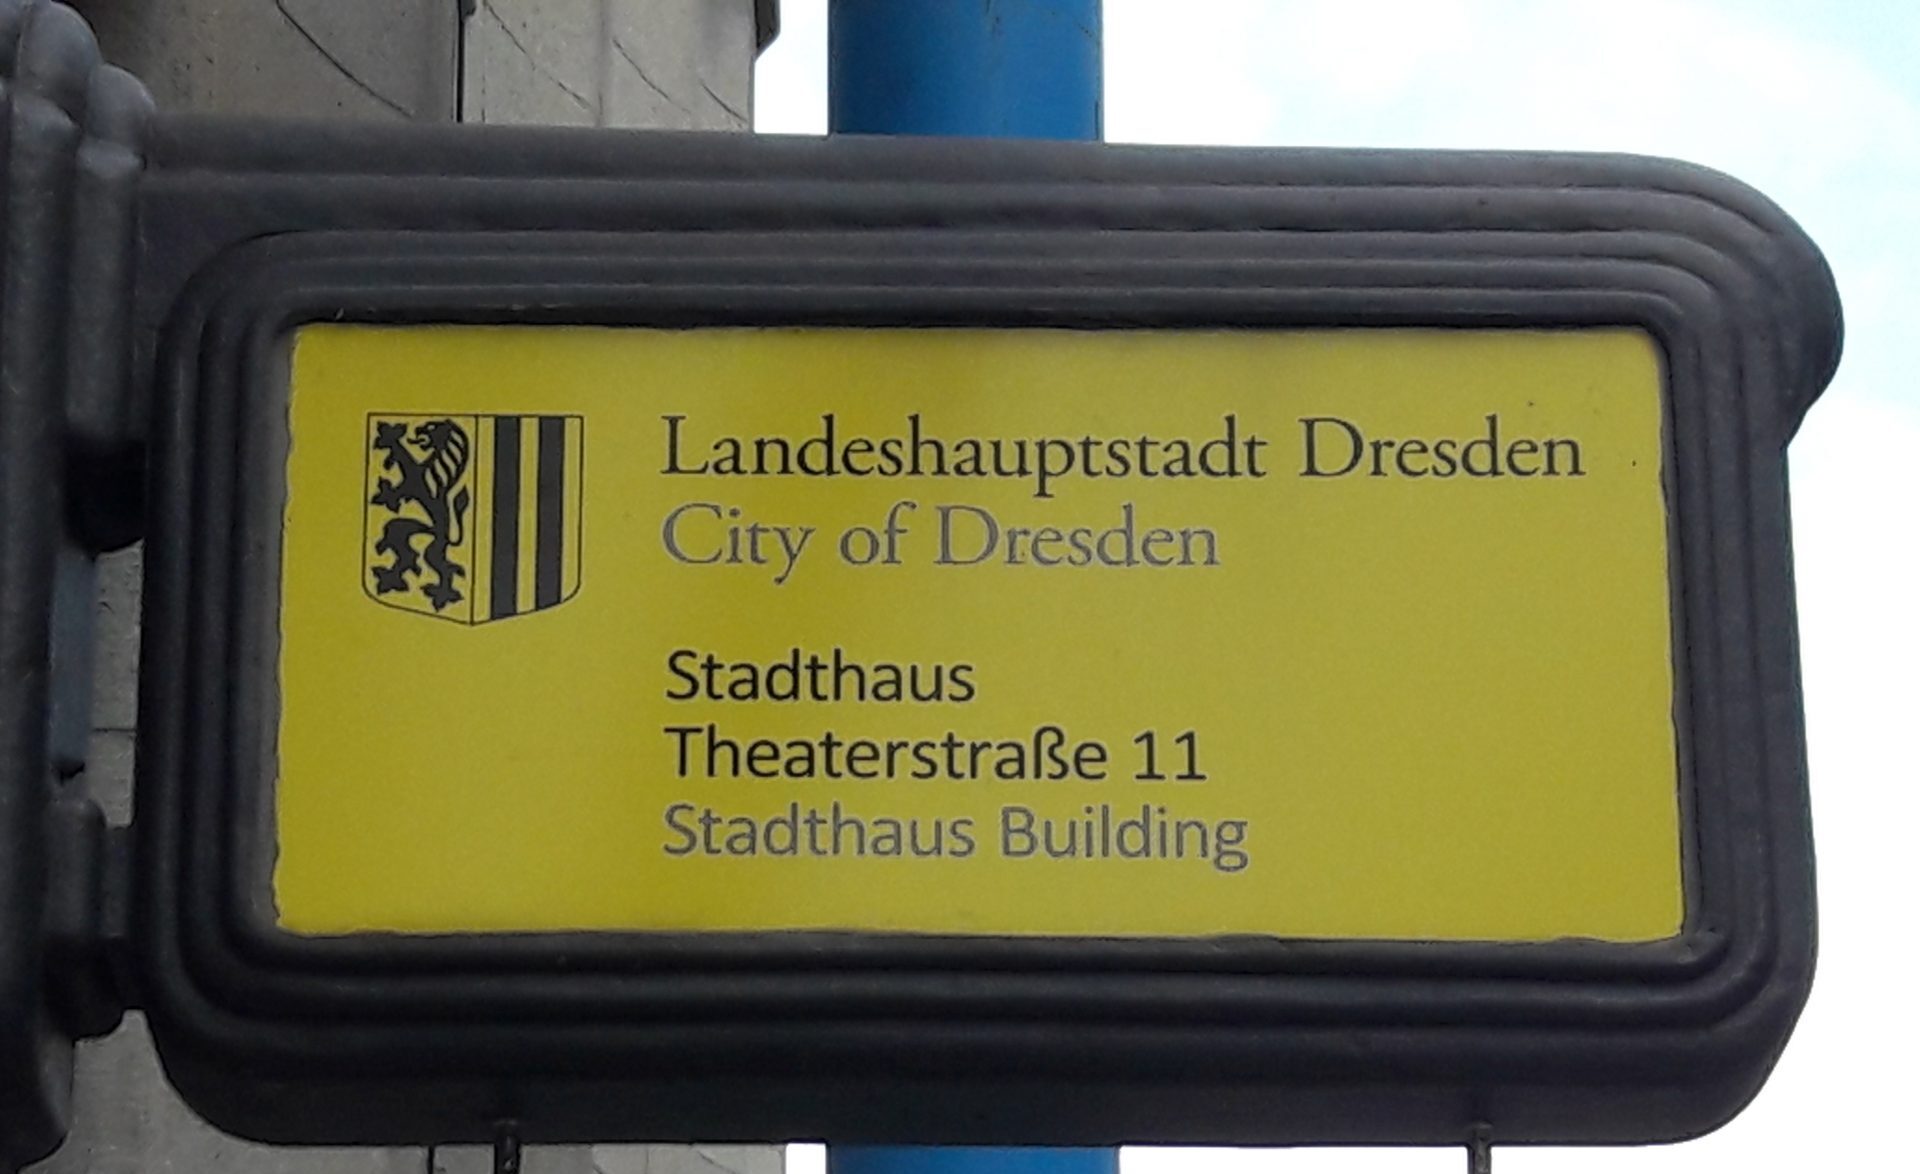 Landeshauptstadt Dresden
City of Dresden
Stadthaus
Theaterstraße 11
Stadthaus Building